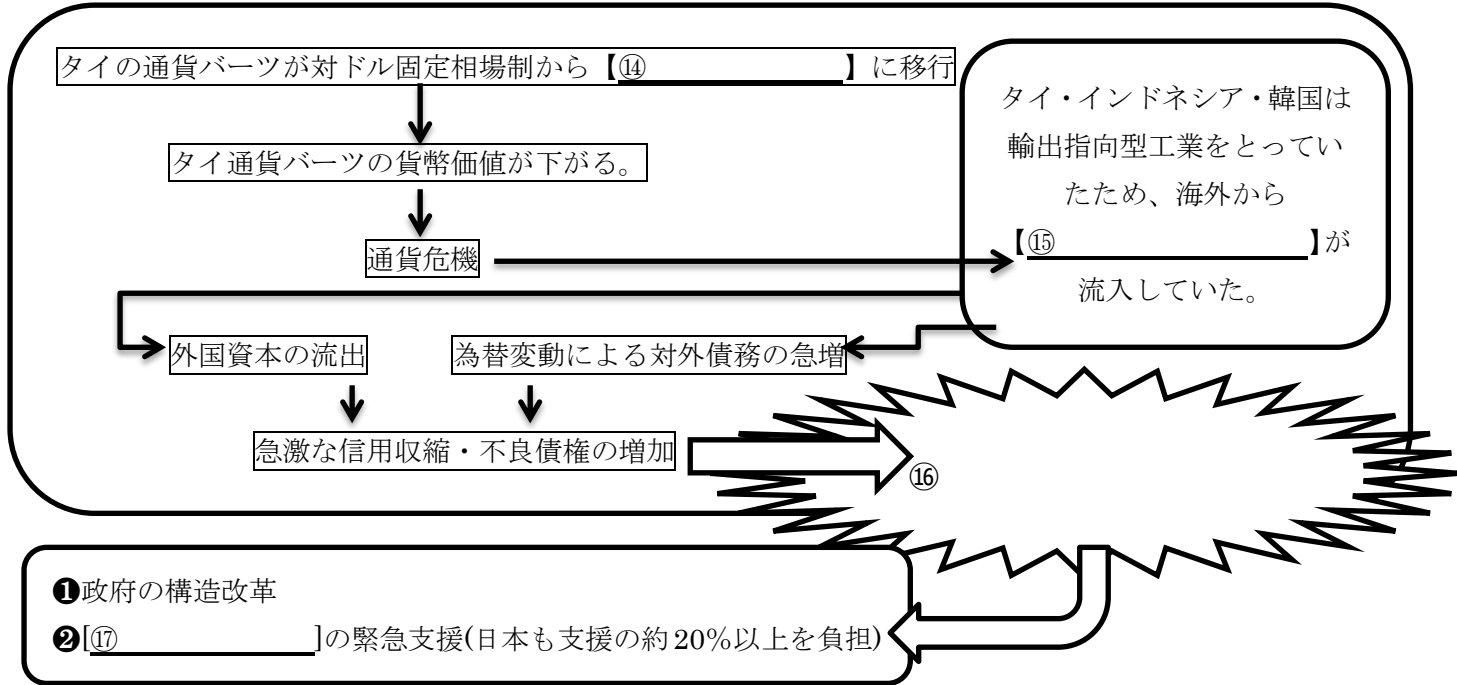 タイの通貨バーツが対ドル固定相場制から【⑭】に移行
タイ通貨バーツの貨幣価値が下がる。
通貨危機
タイ・インドネシア・韓国は
輸出指向型工業をとってい
たため、海外から
【⑮】が
流入していた。
外国資本の流出
為替変動による対外債務の急増
急激な信用収縮・不良債権の増加
⑯
❶政府の構造改革
❷[⑰]の緊急支援(日本も支援の約20%以上を負担)